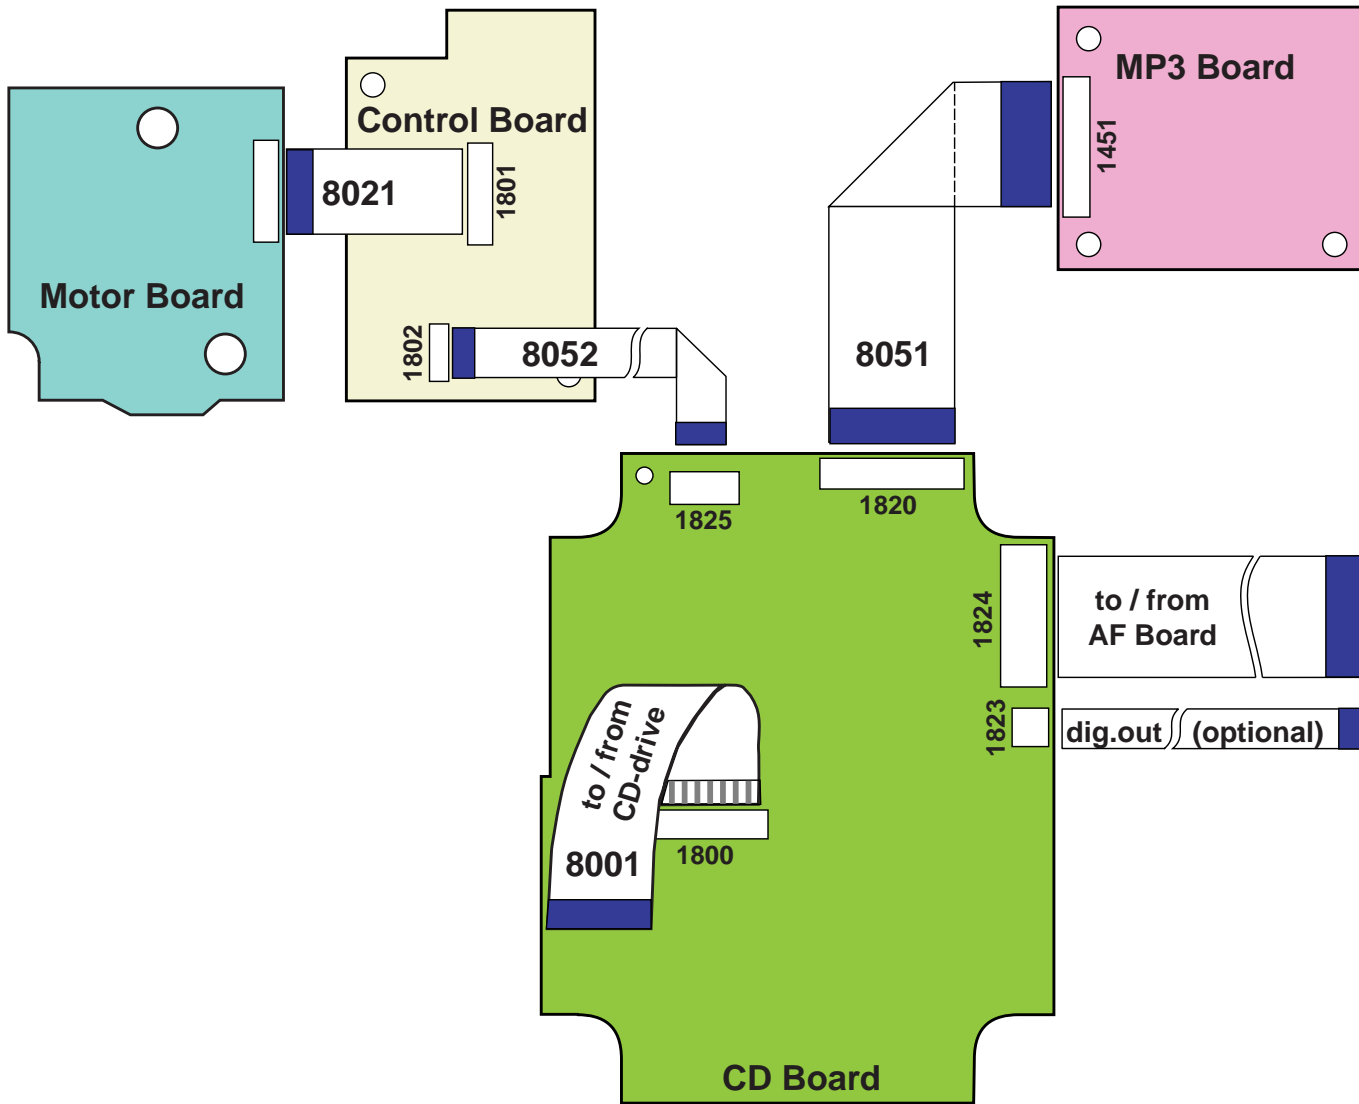 MP3 Board
1451
Control Board
8021
1801
Motor Board
1802
8052
8051
1825
1820
1824
to / from
AF Board
1823
dig.out
(optional)
to / from
CD-drive
8001
1800
CD Board